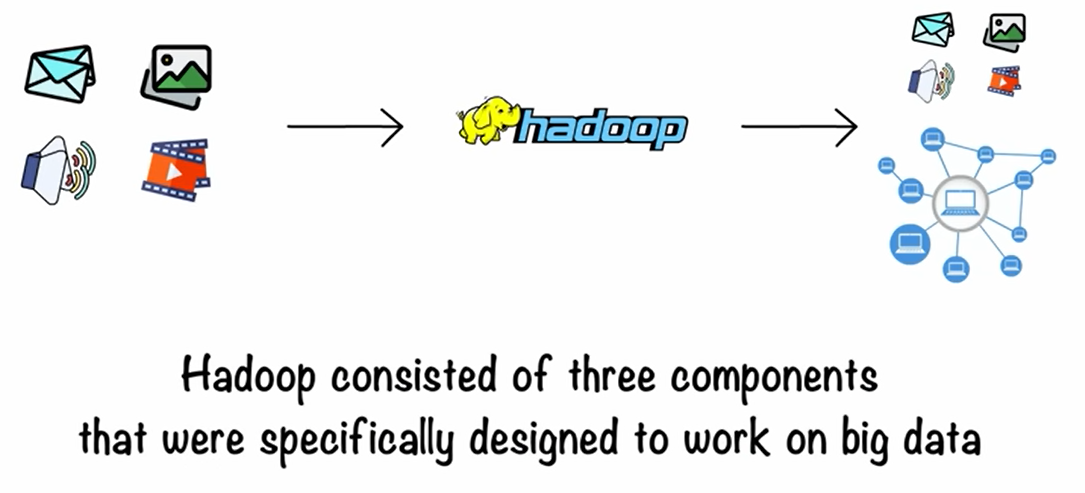 hadoop
Hadoop consisted of three components
that were specifically designed to work on big data